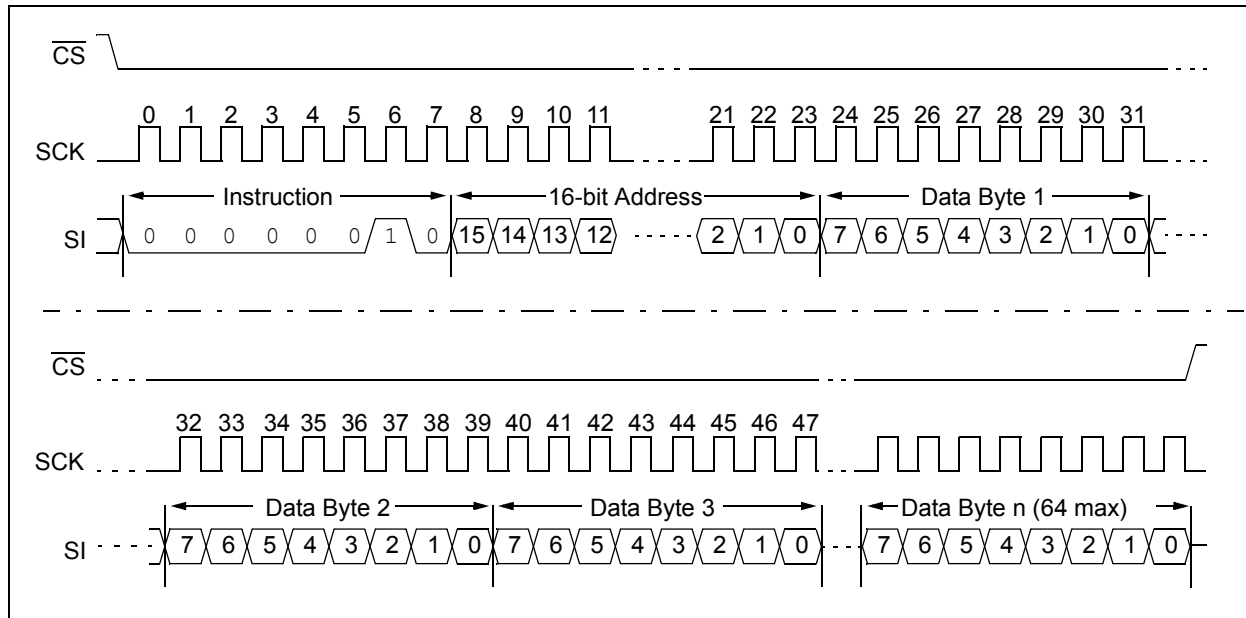 CS
0 1 2 3 4 5 6 7 8 9 10 11 21 22 23 24 25 26 27 28 29 30 31
SCK
Instruction 16-bit Address Data Byte 1
SI 0 0 0 0 0 0 1 0 15 14 13 12 2 1 0 7 6 5 4 3 2 1 0
CS
32 33 34 35 36 37 38 39 40 41 42 43 44 45 46 47
SCK
Data Byte 2 Data Byte 3 Data Byte n (64 max)
SI 7 6 5 4 3 2 1 0 7 6 5 4 3 2 1 0 7 6 5 4 3 2 1 0